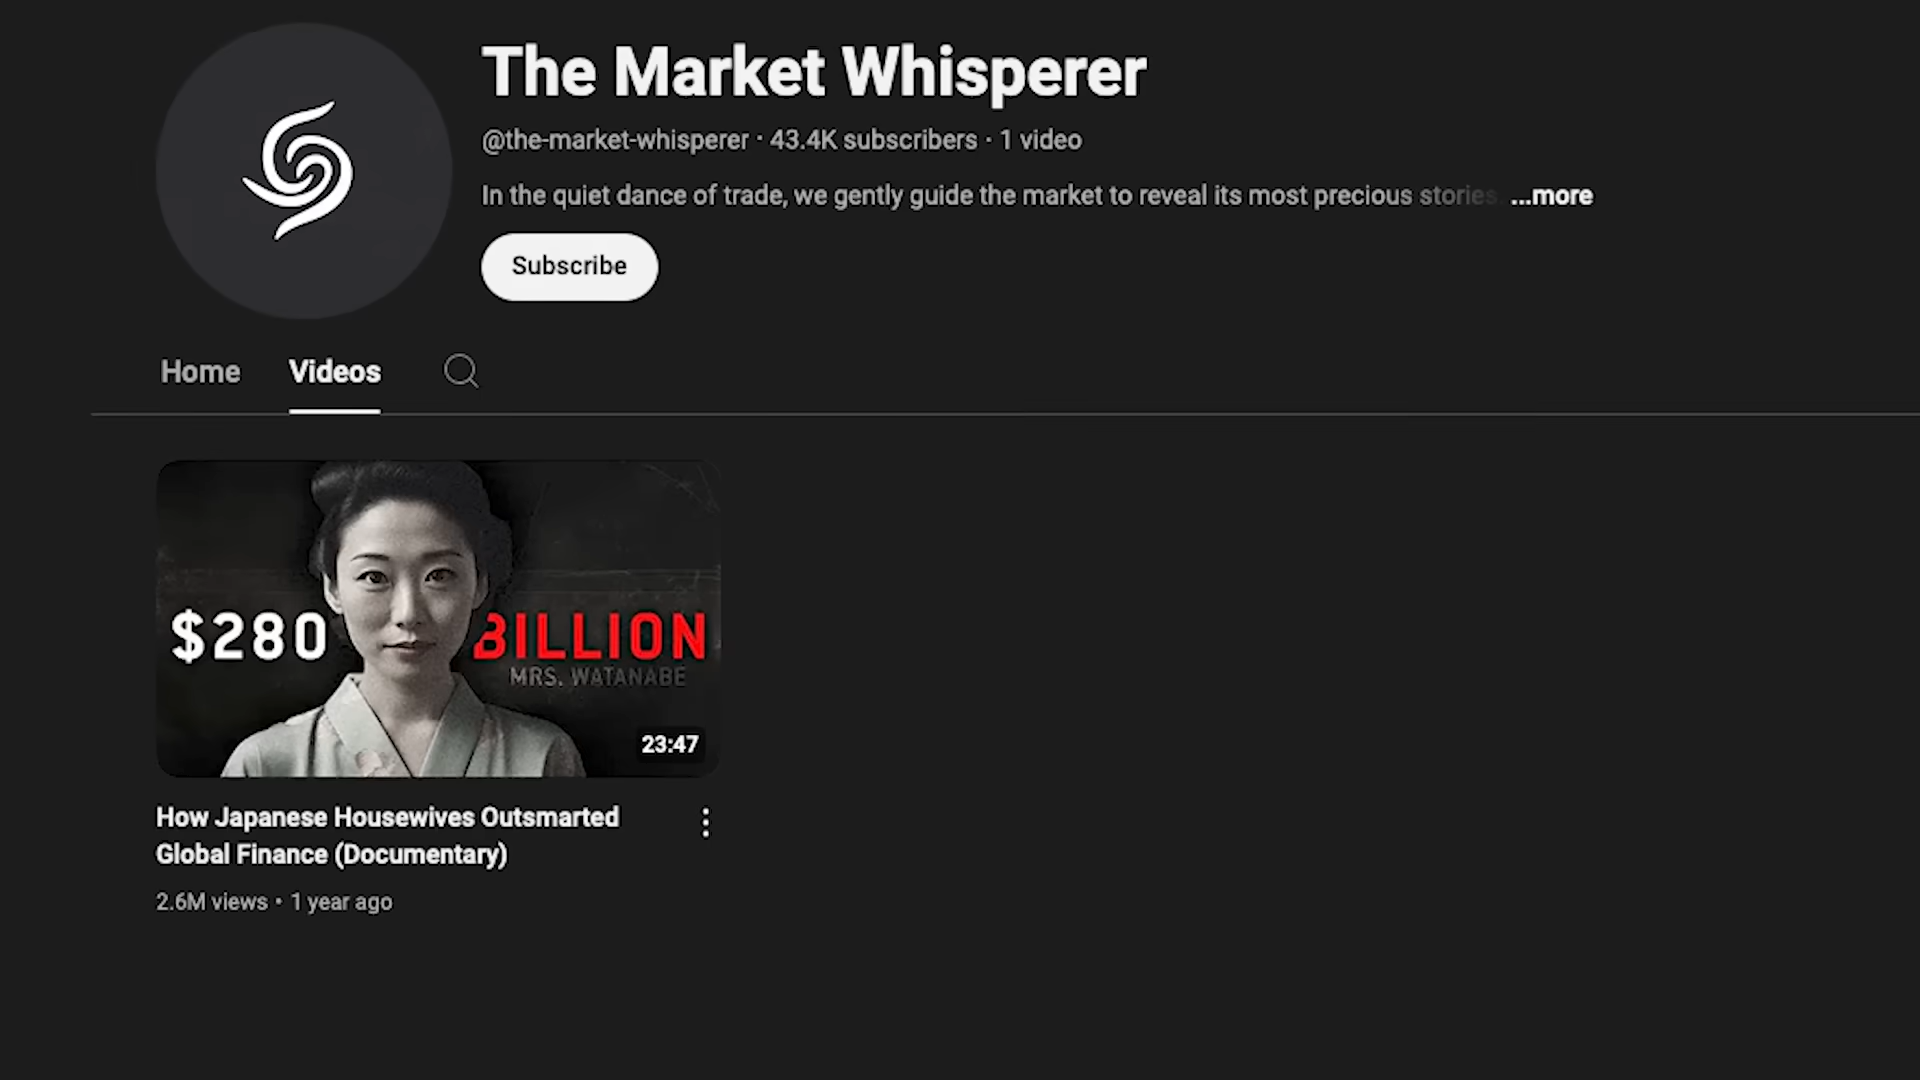 The Market Whisperer
@the-market-whisperer · 43.4K subscribers · 1 video
In the quiet dance of trade, we gently guide the market to reveal its most precious stories. ...more
Subscribe
Home Videos
$280 BILLION
MRS. WATANABE
23:47
How Japanese Housewives Outsmarted
Global Finance (Documentary)
2.6M views • 1 year ago